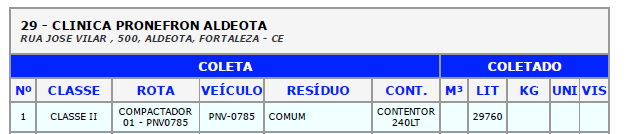 29 - CLINICA PRONEFRON ALDEOTA
RUA JOSE VILAR , 500, ALDEOTA, FORTALEZA - CE
COLETA COLETADO
Nº CLASSE ROTA VEÍCULO RESÍDUO CONT. M³ LIT KG UNI VIS
1 CLASSE II COMPACTADOR 01 - PNV0785 PNV-0785 COMUM CONTENTOR 240LT 29760